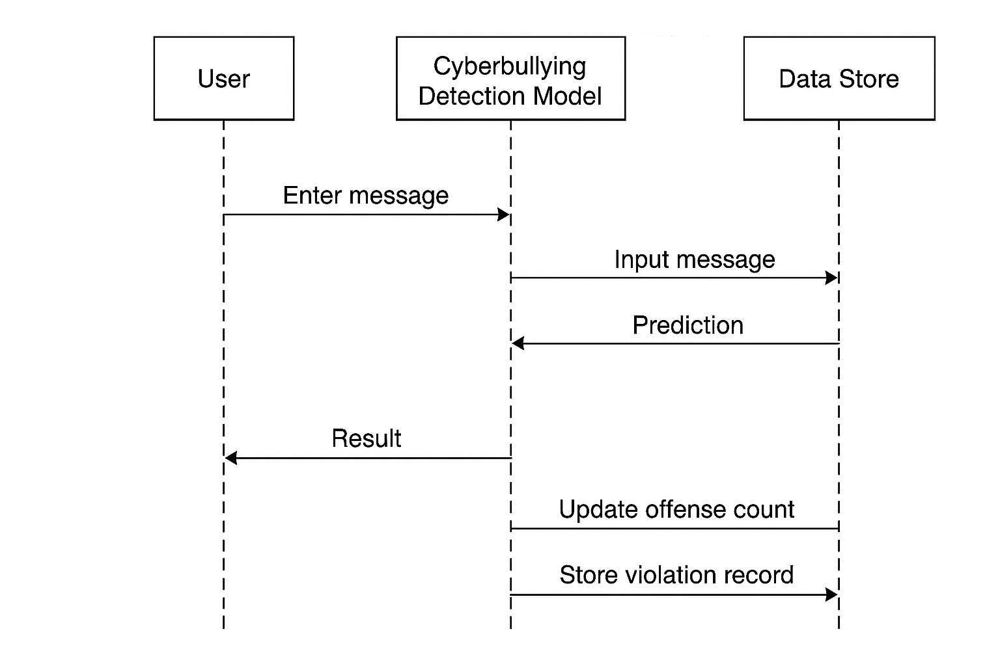 User
Cyberbullying
Detection Model
Data Store
Enter message
Input message
Prediction
Result
Update offense count
Store violation record